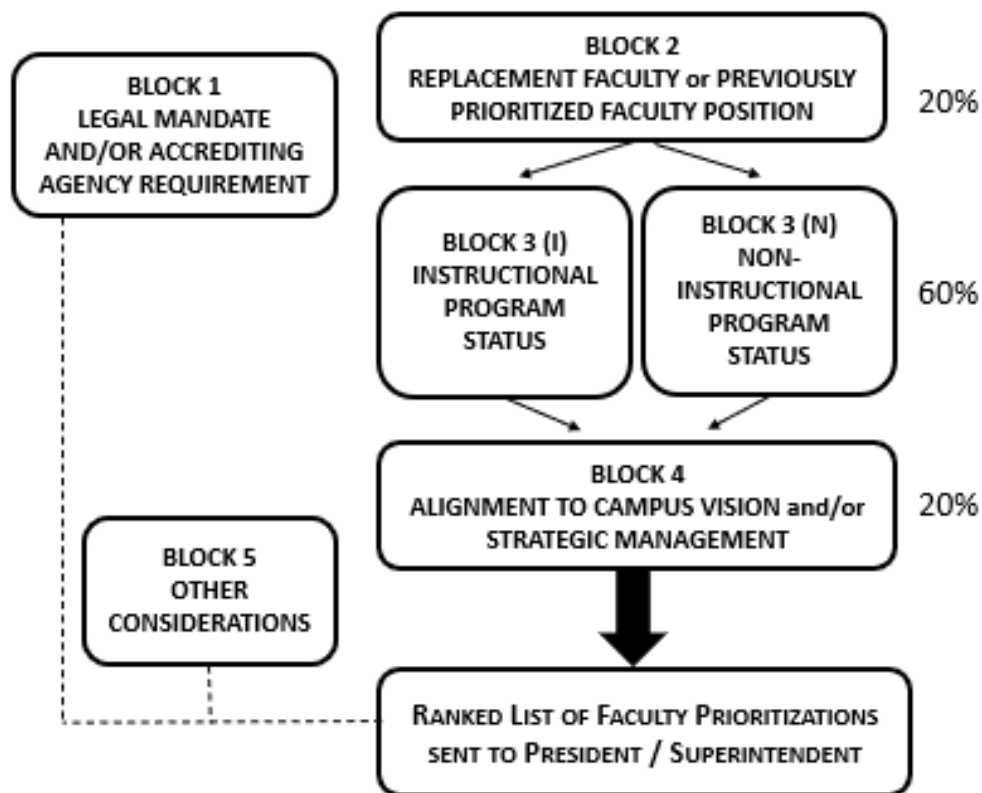 BLOCK 1
LEGAL MANDATE
AND/OR ACCREDITING
AGENCY REQUIREMENT
BLOCK 2
REPLACEMENT FACULTY or PREVIOUSLY
PRIORITIZED FACULTY POSITION
20%
BLOCK 3 (I)
INSTRUCTIONAL
PROGRAM
STATUS
BLOCK 3 (N)
NON-
INSTRUCTIONAL
PROGRAM
STATUS
60%
BLOCK 4
ALIGNMENT TO CAMPUS VISION and/or
STRATEGIC MANAGEMENT
20%
BLOCK 5
OTHER
CONSIDERATIONS
RANKED LIST OF FACULTY PRIORITIZATIONS
SENT TO PRESIDENT / SUPERINTENDENT